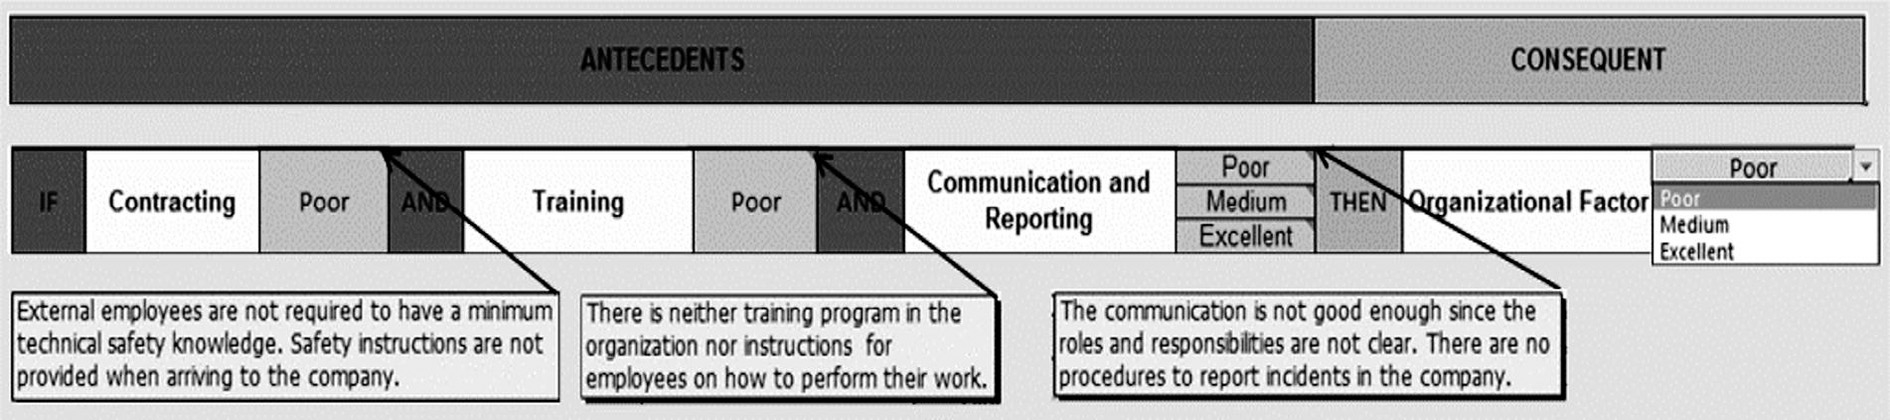 ANTECEDENTS CONSEQUENT
IF Contracting Poor AND Training Poor AND Communication and Reporting Poor Medium Excellent THEN Organizational Factor Poor
Poor
Medium
Excellent
External employees are not required to have a minimum
technical safety knowledge. Safety instructions are not
provided when arriving to the company.
There is neither training program in the
organization nor instructions for
employees on how to perform their work.
The communication is not good enough since the
roles and responsibilities are not clear. There are no
procedures to report incidents in the company.